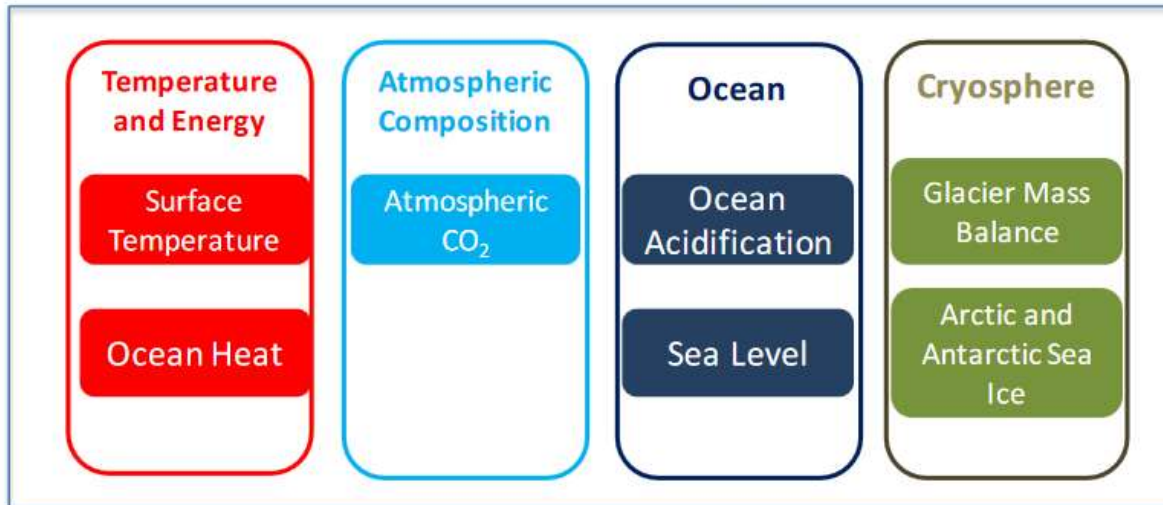 Temperature
and Energy
Surface
Temperature
Ocean Heat
Atmospheric
Composition
Atmospheric
CO₂
Ocean
Ocean
Acidification
Sea Level
Cryosphere
Glacier Mass
Balance
Arctic and
Antarctic Sea
Ice